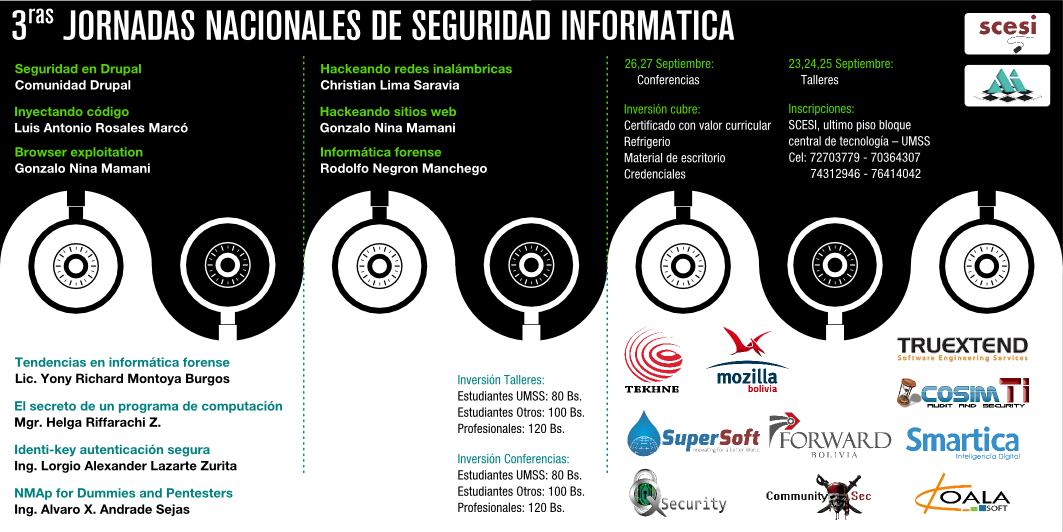 3ras JORNADAS NACIONALES DE SEGURIDAD INFORMATICA
scesi
Seguridad en Drupal
Comunidad Drupal
Inyectando código
Luis Antonio Rosales Marcó
Browser exploitation
Gonzalo Nina Mamani
Hackeando redes inalámbricas
Christian Lima Saravia
Hackeando sitios web
Gonzalo Nina Mamani
Informática forense
Rodolfo Negron Manchego
26,27 Septiembre:
Conferencias
Inversión cubre:
Certificado con valor curricular
Refrigerio
Material de escritorio
Credenciales
23,24,25 Septiembre:
Talleres
Inscripciones:
SCESI, ultimo piso bloque
central de tecnología – UMSS
Cel: 72703779 - 70364307
74312946 - 76414042
Tendencias en informática forense
Lic. Yony Richard Montoya Burgos
El secreto de un programa de computación
Mgr. Helga Riffarachi Z.
Identi-key autenticación segura
Ing. Lorgio Alexander Lazarte Zurita
NMAp for Dummies and Pentesters
Ing. Alvaro X. Andrade Sejas
Inversión Talleres:
Estudiantes UMSS: 80 Bs.
Estudiantes Otros: 100 Bs.
Profesionales: 120 Bs.
Inversión Conferencias:
Estudiantes UMSS: 80 Bs.
Estudiantes Otros: 100 Bs.
Profesionales: 120 Bs.
TEKHNE
mozilla
bolivia
TRUEXTEND
Software Engineering Services
COSIM TI
AUDIT AND SECURITY
SuperSoft
Innovating for a Better World
FORWARD
BOLIVIA
Smartica
Inteligencia Digital
Security
Community Sec
KOALA
SOFT